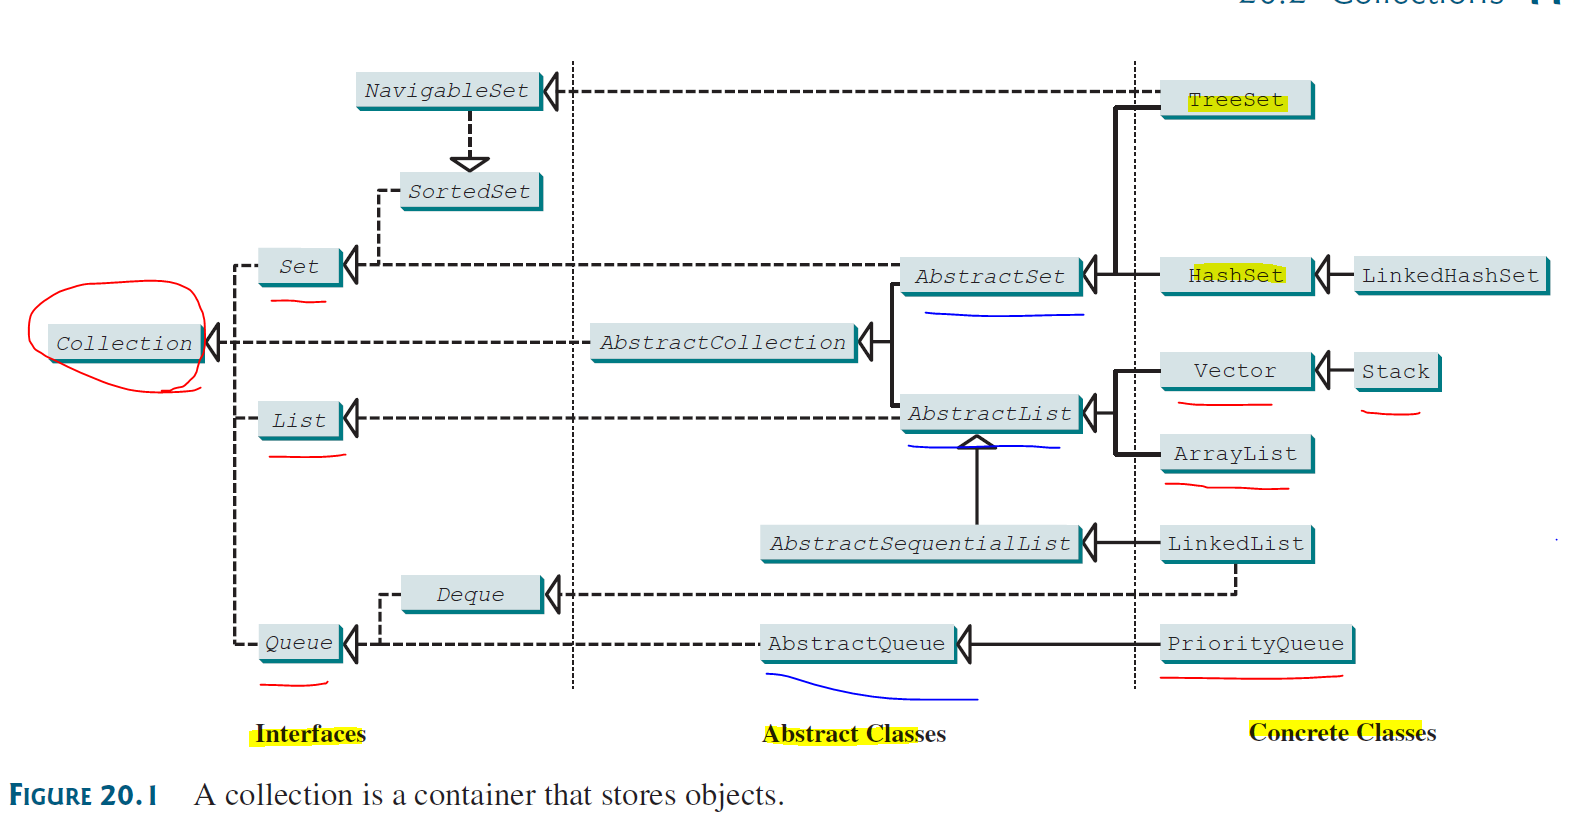 20.2 Collections
NavigableSet
TreeSet
SortedSet
Set
AbstractSet
HashSet
LinkedHashSet
Collection
AbstractCollection
Vector
Stack
List
AbstractList
ArrayList
AbstractSequentialList
LinkedList
Deque
Queue
AbstractQueue
PriorityQueue
Interfaces
Abstract Classes
Concrete Classes
FIGURE 20.1 A collection is a container that stores objects.